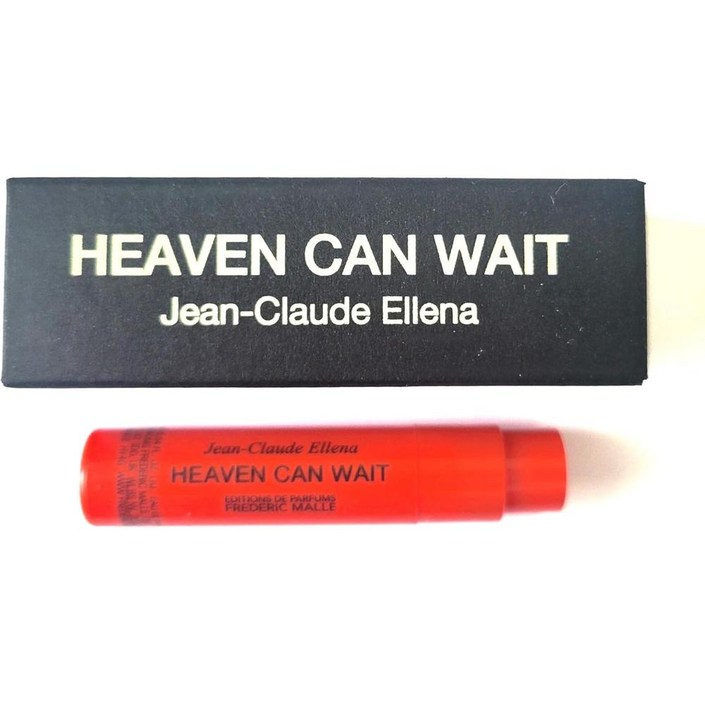 HEAVEN CAN WAIT
Jean-Claude Ellena
Jean-Claude Ellena
HEAVEN CAN WAIT
EDITIONS DE PARFUMS
FREDERIC MALLE